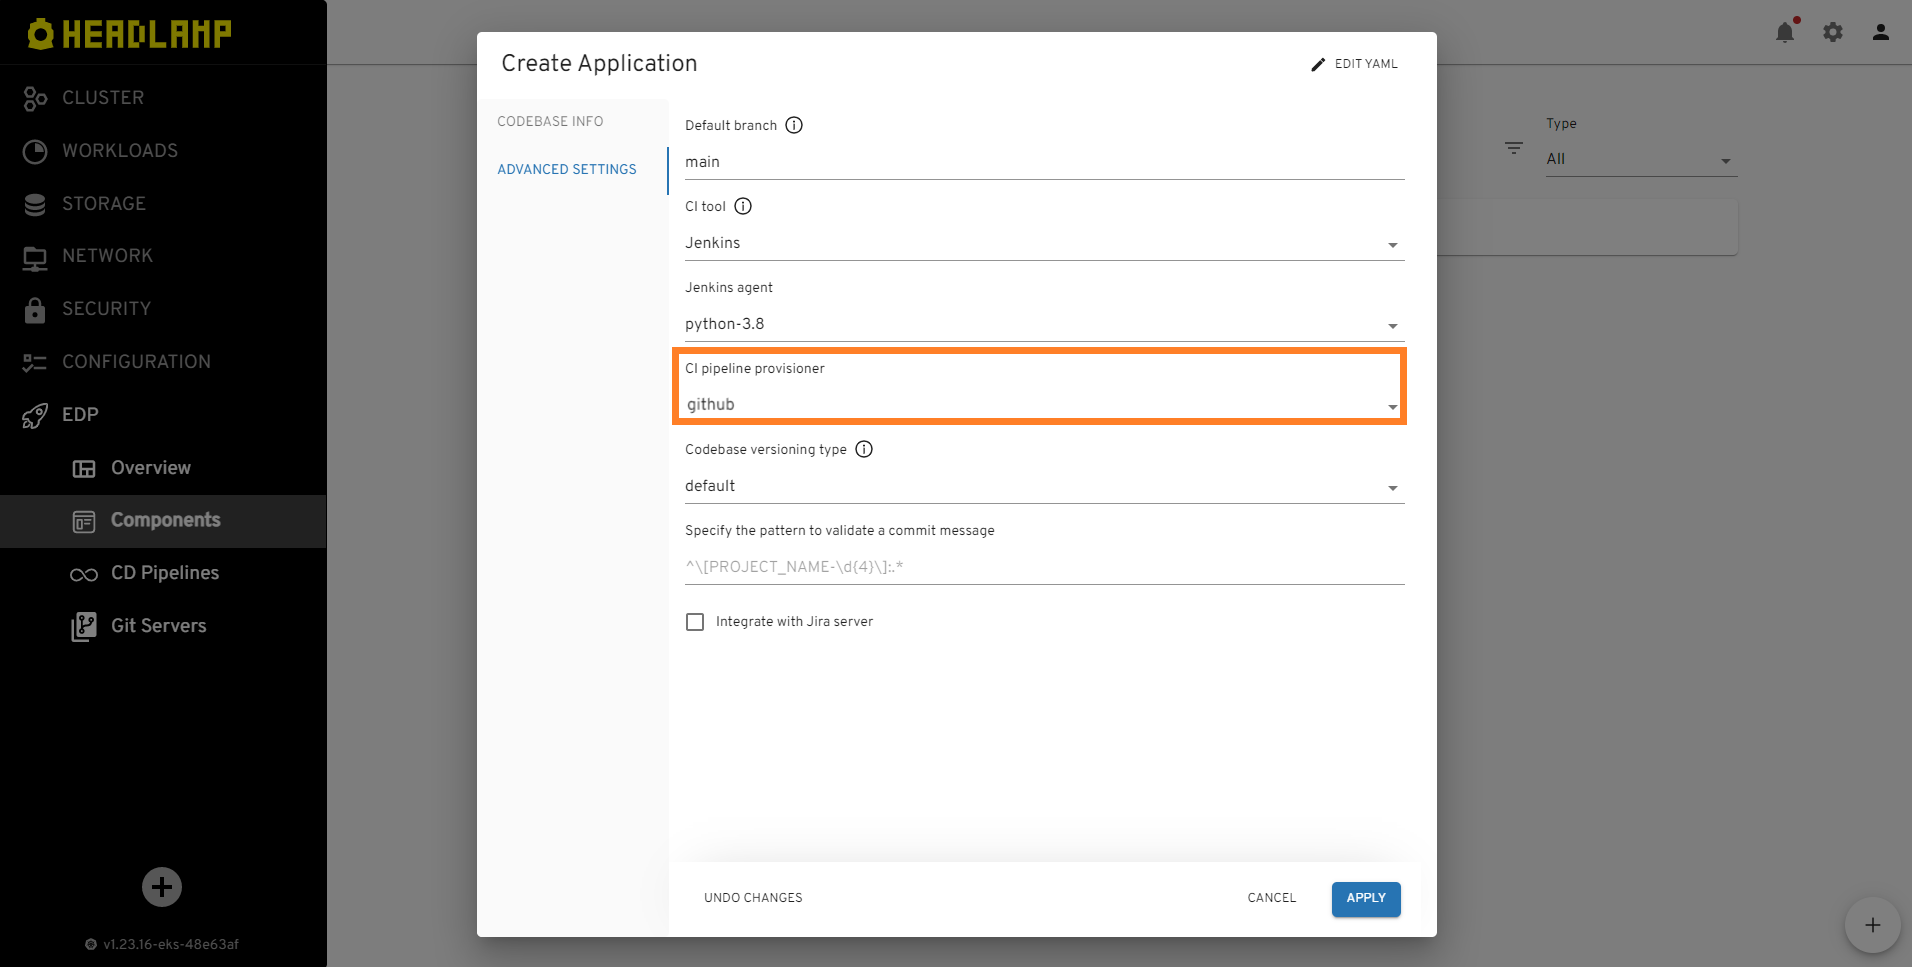 HEADLAMP
CLUSTER
WORKLOADS
STORAGE
NETWORK
SECURITY
CONFIGURATION
EDP
Overview
Components
CD Pipelines
Git Servers
v1.23.16-eks-48e63af
Create Application
EDIT YAML
CODEBASE INFO
ADVANCED SETTINGS
Default branch
main
CI tool
Jenkins
Jenkins agent
python-3.8
CI pipeline provisioner
github
Codebase versioning type
default
Specify the pattern to validate a commit message
^\[PROJECT_NAME-\d{4}\]:.*
Integrate with Jira server
UNDO CHANGES
CANCEL
APPLY
Type
All